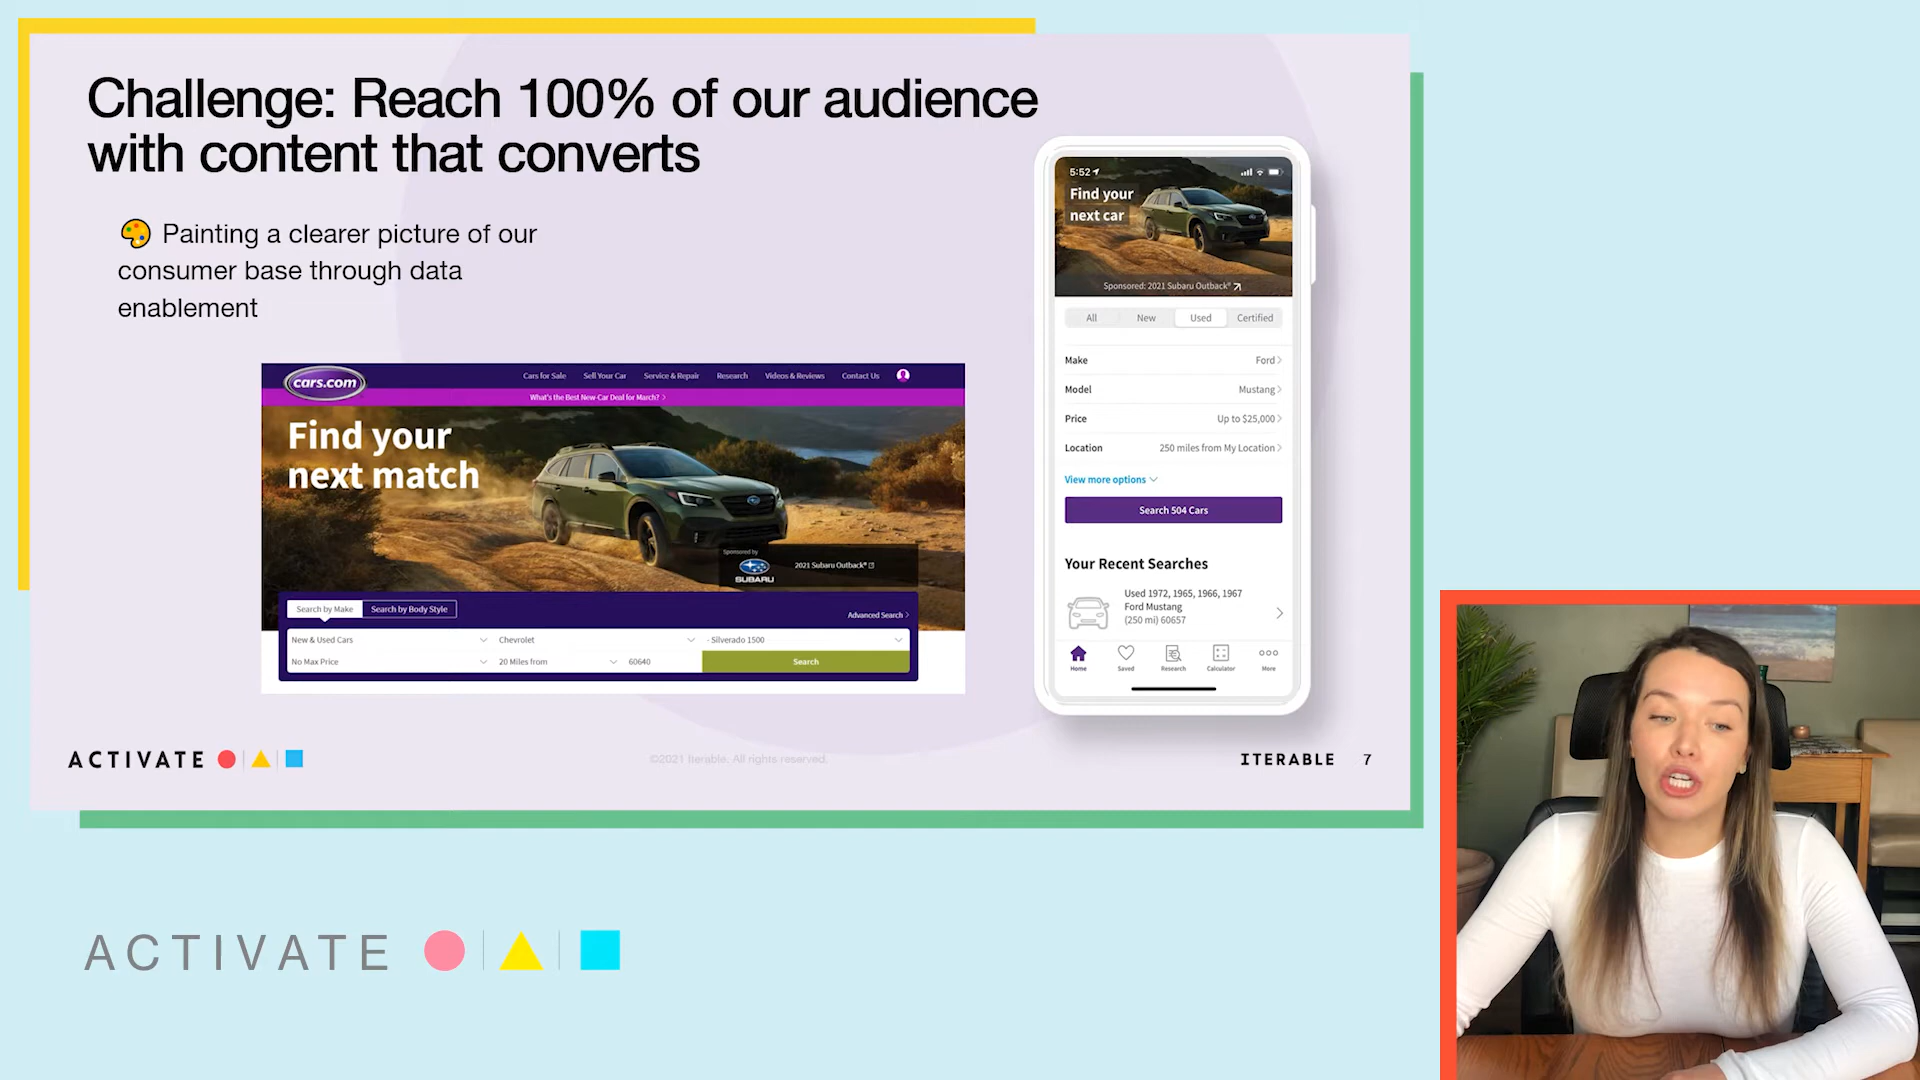 Challenge: Reach 100% of our audience
with content that converts
Painting a clearer picture of our
consumer base through data
enablement
cars.com
Cars for Sale Sell Your Car Service & Repair Research Videos & Reviews Contact Us
What's the Best New-Car Deal for March?
Find your
next match
Sponsored by
SUBARU
2021 Subaru Outback®
Search by Make Search by Body Style
Advanced Search
New & Used Cars Chevrolet - Silverado 1500
No Max Price 20 Miles from 60640 Search
5:52
Find your
next car
Sponsored: 2021 Subaru Outback®
All New Used Certified
Make Ford
Model Mustang
Price Up to $25,000
Location 250 miles from My Location
View more options
Search 504 Cars
Your Recent Searches
Used 1972, 1965, 1966, 1967
Ford Mustang
(250 mi) 60657
Home Saved Research Calculator More
ACTIVATE
©2021 Iterable. All rights reserved.
ITERABLE 7
ACTIVATE